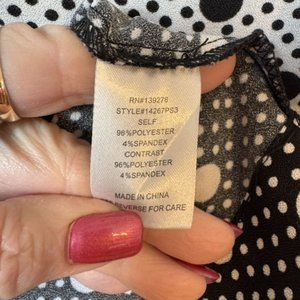 RN#139276
STYLE#14267PS3
SELF
96%POLYESTER
4%SPANDEX
CONTRAST
96%POLYESTER
4%SPANDEX
MADE IN CHINA
REVERSE FOR CARE